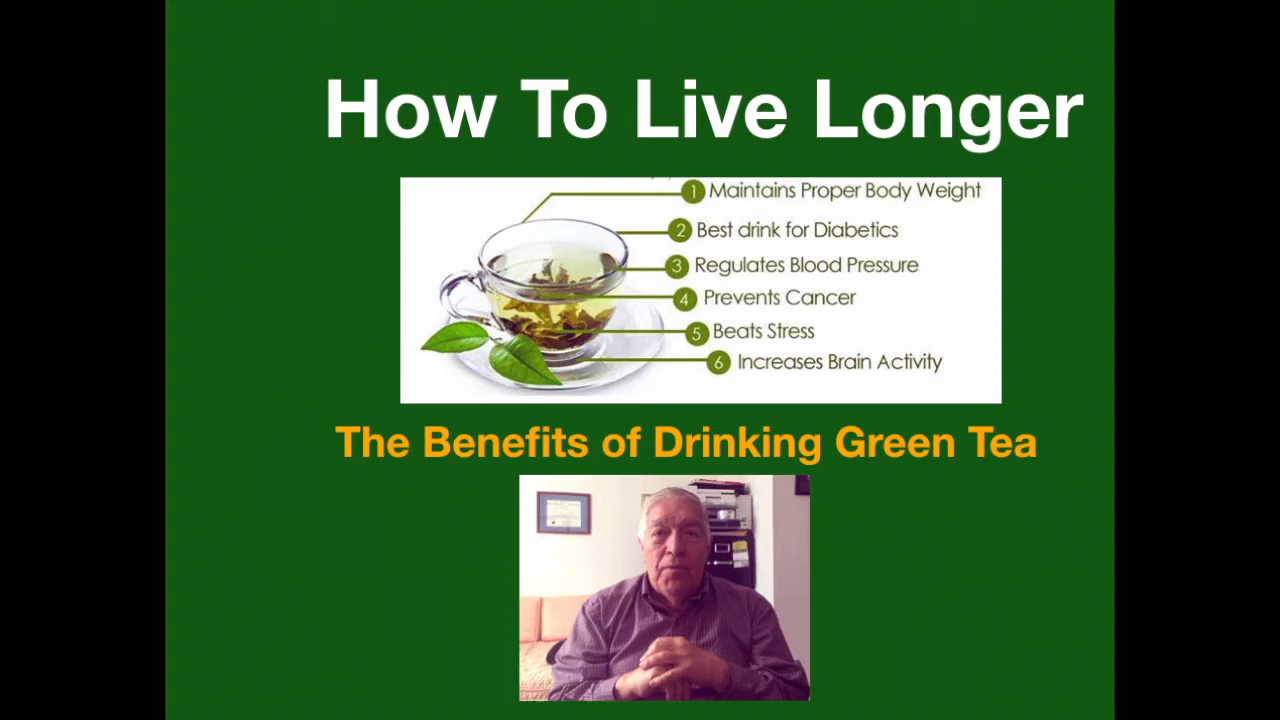 How To Live Longer
1 Maintains Proper Body Weight
2 Best drink for Diabetics
3 Regulates Blood Pressure
4 Prevents Cancer
5 Beats Stress
6 Increases Brain Activity
The Benefits of Drinking Green Tea